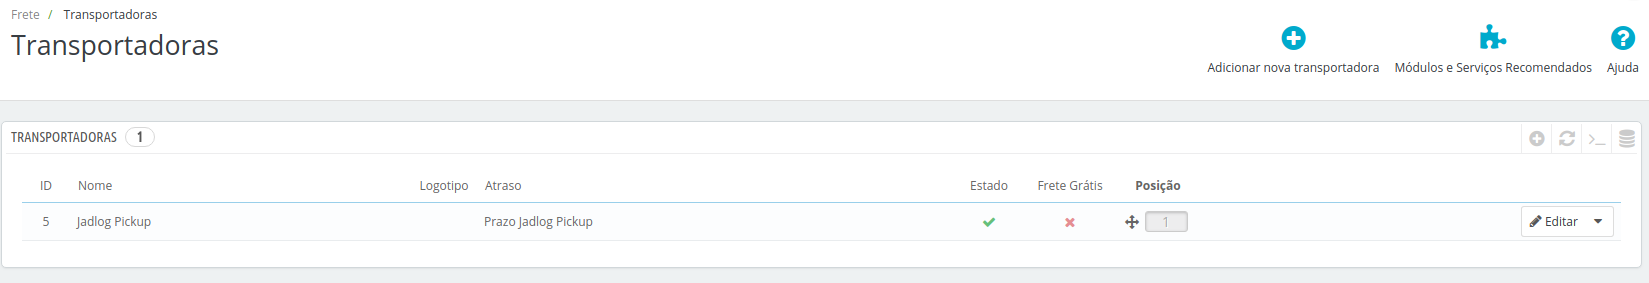 Frete / Transportadoras
Transportadoras
Adicionar nova transportadora Módulos e Serviços Recomendados Ajuda
TRANSPORTADORAS 1
ID Nome Logotipo Atraso Estado Frete Grátis Posição
5 Jadlog Pickup Prazo Jadlog Pickup 1 Editar